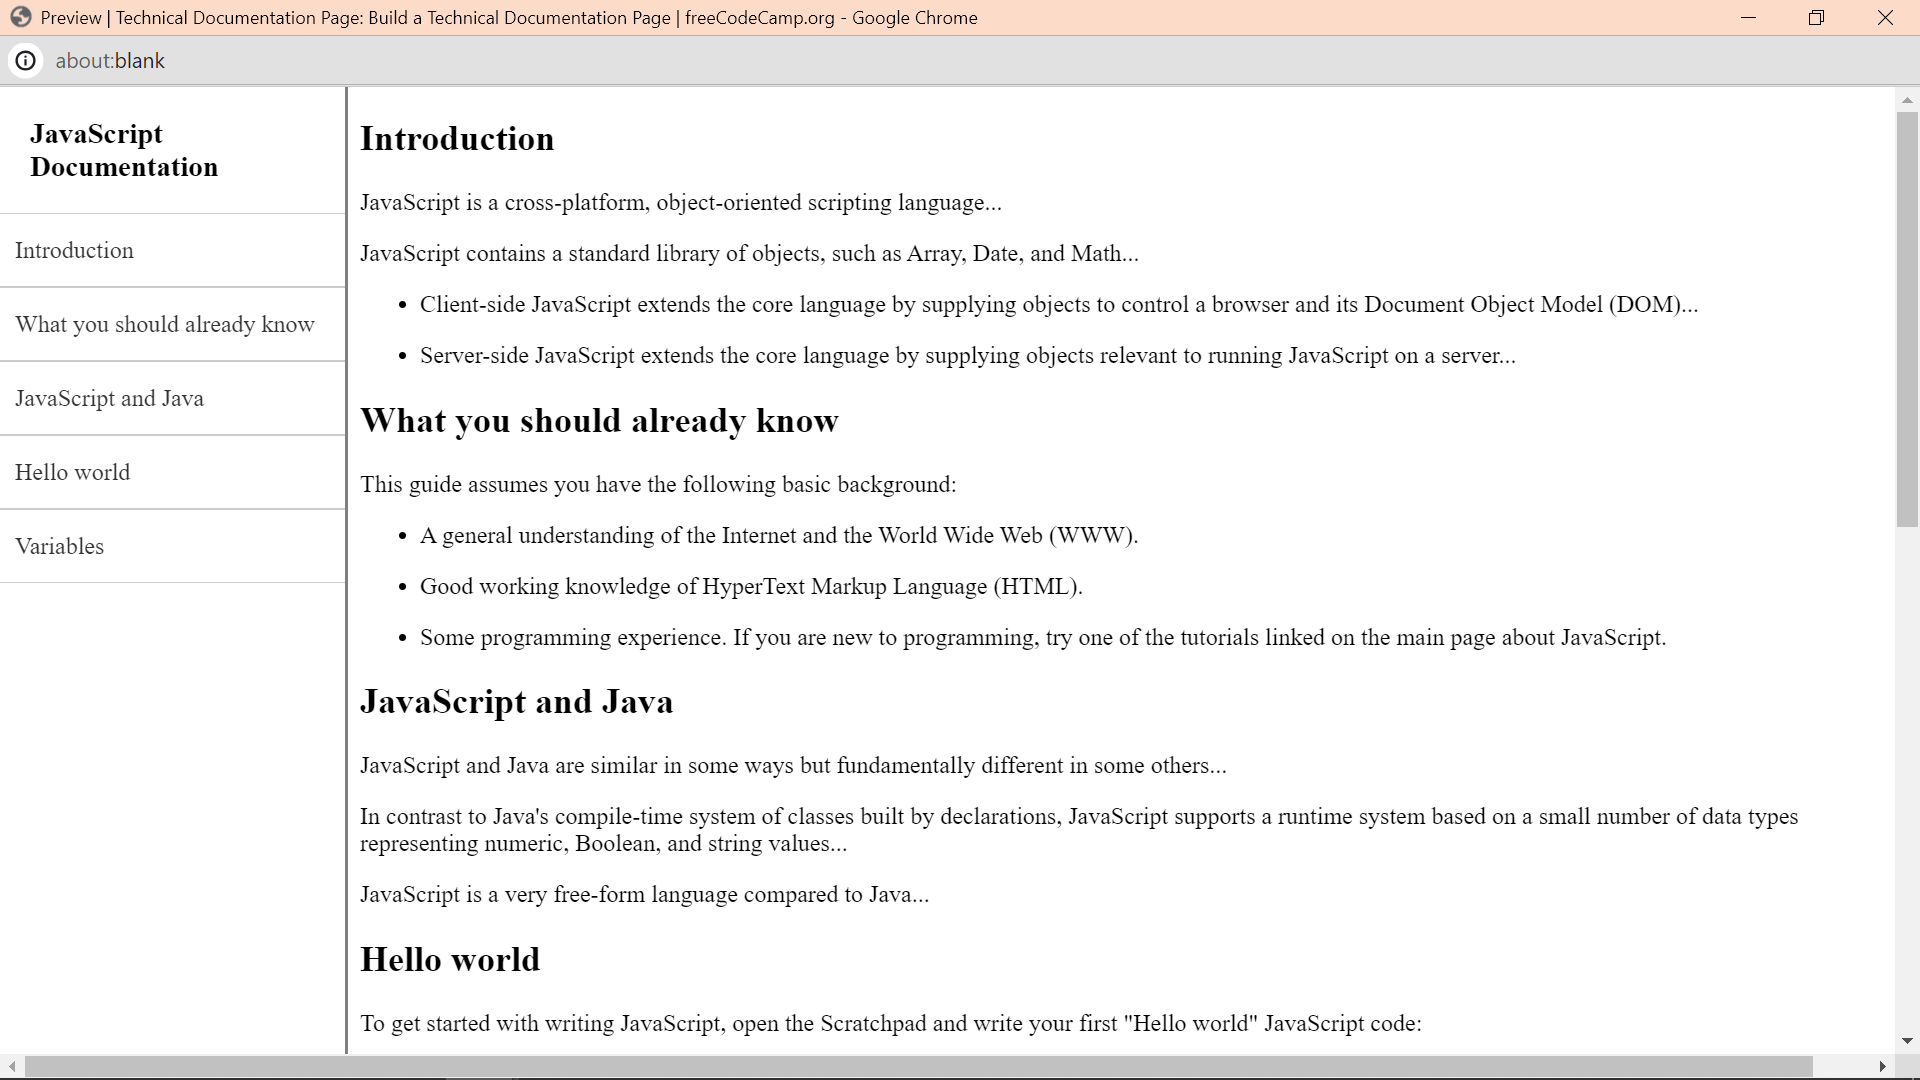 Preview | Technical Documentation Page: Build a Technical Documentation Page | freeCodeCamp.org - Google Chrome
about:blank
JavaScript
Documentation
Introduction
What you should already know
JavaScript and Java
Hello world
Variables
Introduction
JavaScript is a cross-platform, object-oriented scripting language...
JavaScript contains a standard library of objects, such as Array, Date, and Math...
• Client-side JavaScript extends the core language by supplying objects to control a browser and its Document Object Model (DOM)...
• Server-side JavaScript extends the core language by supplying objects relevant to running JavaScript on a server...
What you should already know
This guide assumes you have the following basic background:
• A general understanding of the Internet and the World Wide Web (WWW).
• Good working knowledge of HyperText Markup Language (HTML).
• Some programming experience. If you are new to programming, try one of the tutorials linked on the main page about JavaScript.
JavaScript and Java
JavaScript and Java are similar in some ways but fundamentally different in some others...
In contrast to Java's compile-time system of classes built by declarations, JavaScript supports a runtime system based on a small number of data types
representing numeric, Boolean, and string values...
JavaScript is a very free-form language compared to Java...
Hello world
To get started with writing JavaScript, open the Scratchpad and write your first "Hello world" JavaScript code: